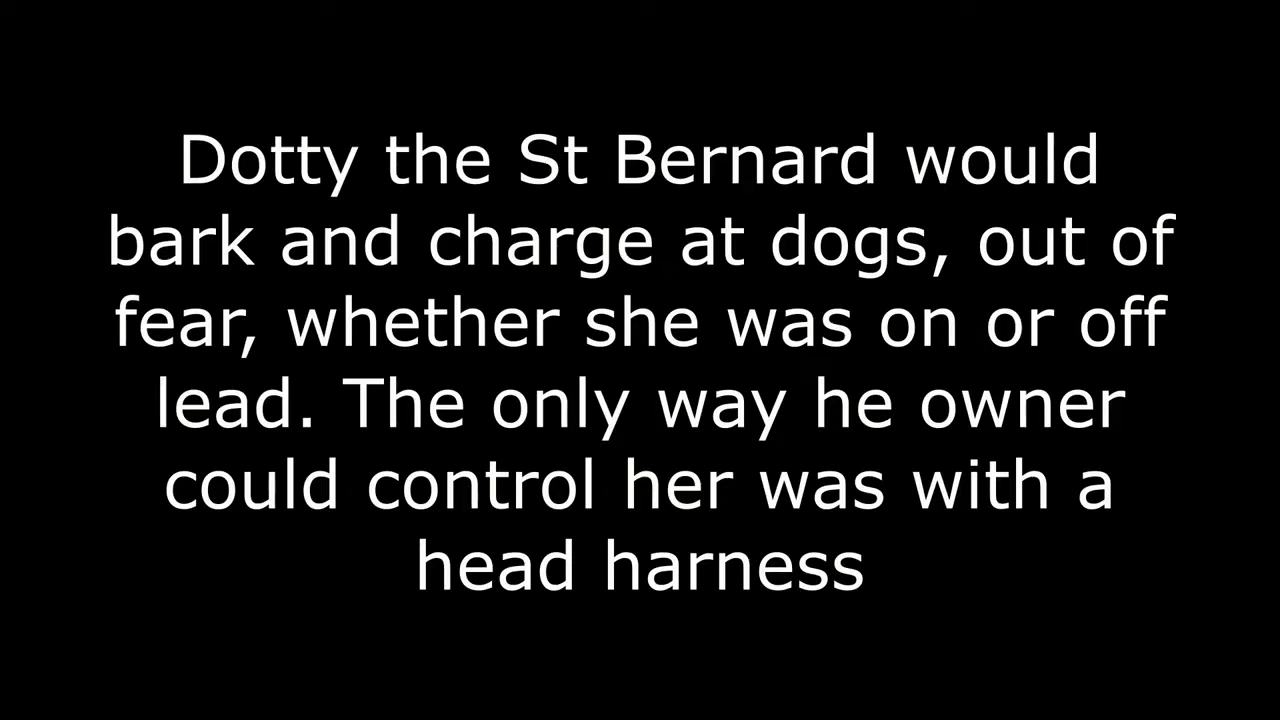 Dotty the St Bernard would
bark and charge at dogs, out of
fear, whether she was on or off
lead. The only way he owner
could control her was with a
head harness